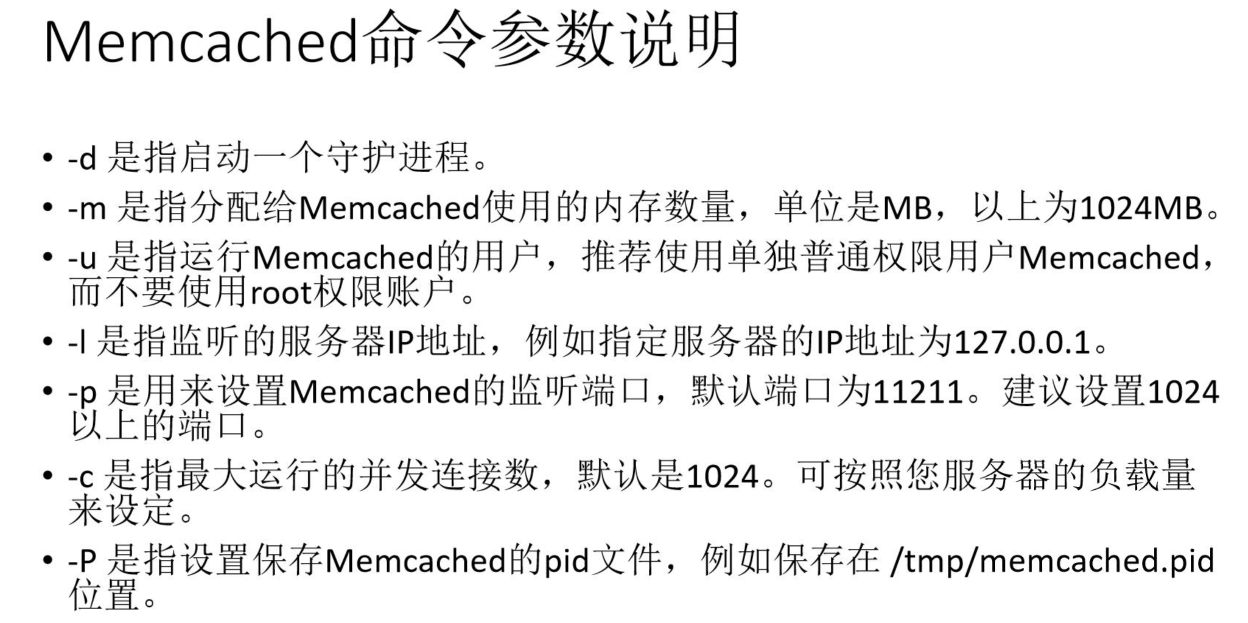 Memcached命令参数说明
• -d 是指启动一个守护进程。
• -m 是指分配给Memcached使用的内存数量，单位是MB，以上为1024MB。
• -u 是指运行Memcached的用户，推荐使用单独普通权限用户Memcached，
而不要使用root权限账户。
• -l 是指监听的服务器IP地址，例如指定服务器的IP地址为127.0.0.1。
• -p 是用来设置Memcached的监听端口，默认端口为11211。建议设置1024
以上的端口。
• -c 是指最大运行的并发连接数，默认是1024。可按照您服务器的负载量
来设定。
• -P 是指设置保存Memcached的pid文件，例如保存在 /tmp/memcached.pid
位置。